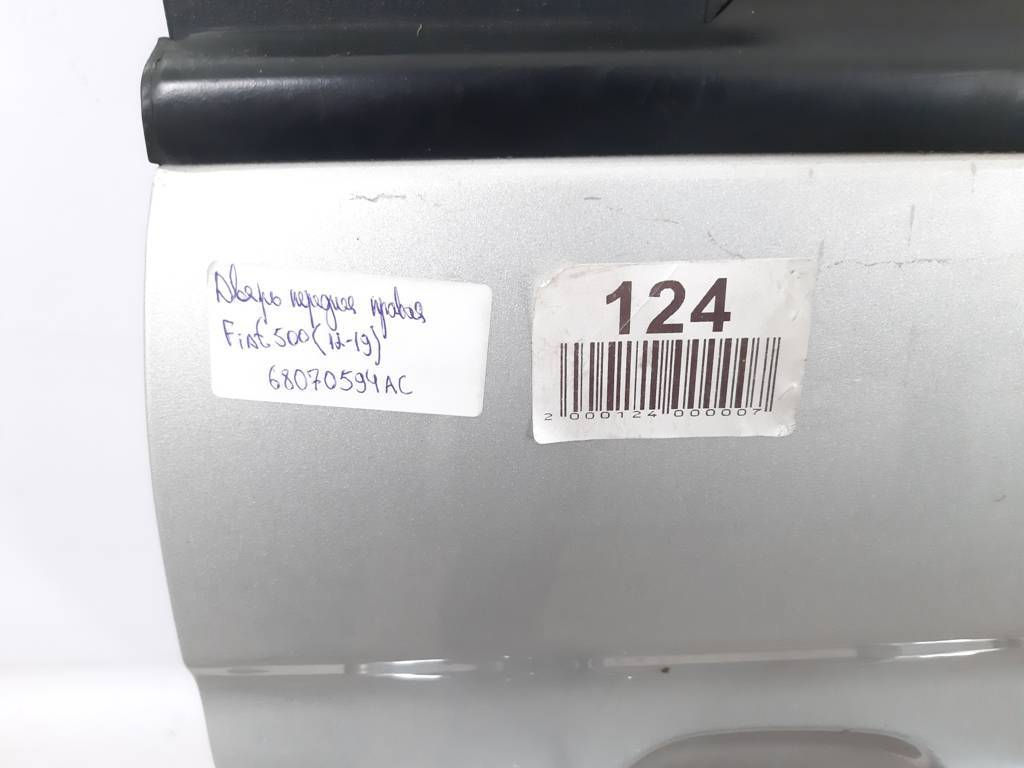 Дверь передняя правая
Fiat 500 (12-19)
68070594AC
124
2 000124 000007